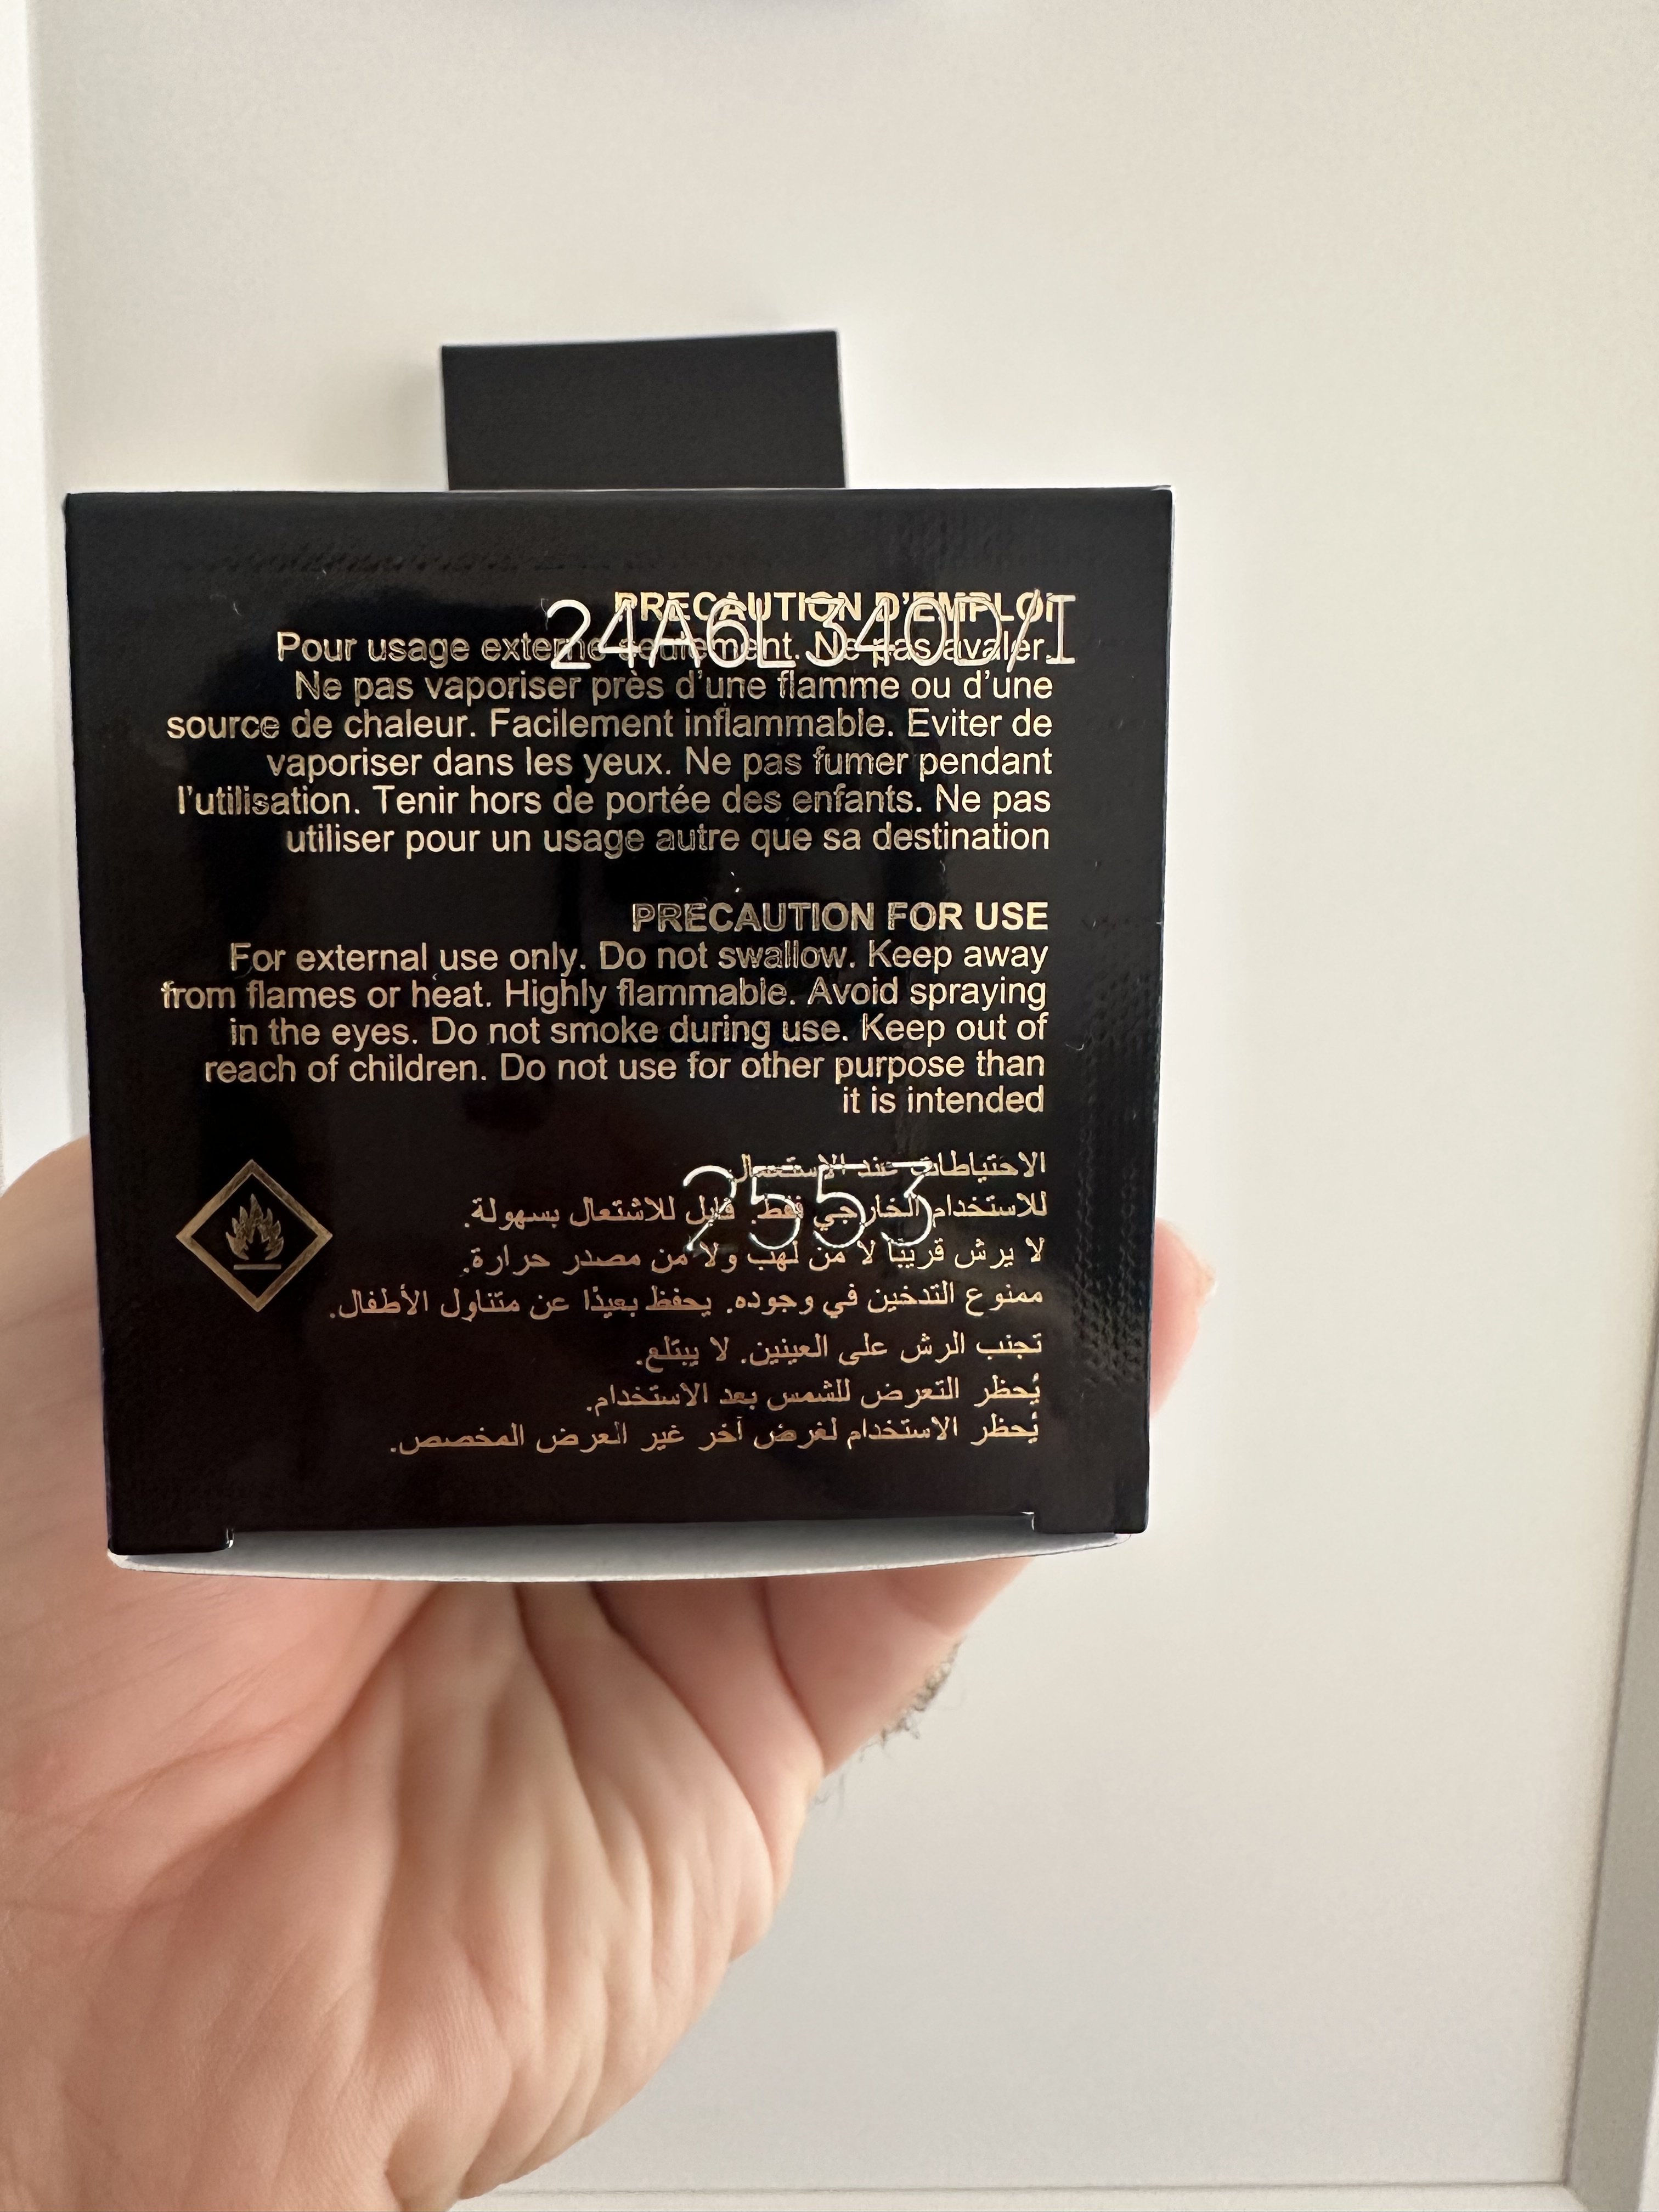 PRECAUTION D'EMPLOI
24A6L340D/I
Pour usage externe seulement. Ne pas avaler.
Ne pas vaporiser près d'une flamme ou d'une
source de chaleur. Facilement inflammable. Eviter de
vaporiser dans les yeux. Ne pas fumer pendant
l'utilisation. Tenir hors de portée des enfants. Ne pas
utiliser pour un usage autre que sa destination
PRECAUTION FOR USE
For external use only. Do not swallow. Keep away
from flames or heat. Highly flammable. Avoid spraying
in the eyes. Do not smoke during use. Keep out of
reach of children. Do not use for other purpose than
it is intended
الاحتياطات عند الاستعمال
2553
للاستخدام الخارجي فقط. قابل للاشتعال بسهولة.
لا يرش قريبًا لا من لهب ولا من مصدر حرارة.
ممنوع التدخين في وجوده. يحفظ بعيدًا عن متناول الأطفال.
تجنب الرش على العينين. لا يبتلع.
يُحظر التعرض للشمس بعد الاستخدام.
يُحظر الاستخدام لغرض آخر غير الغرض المخصص.